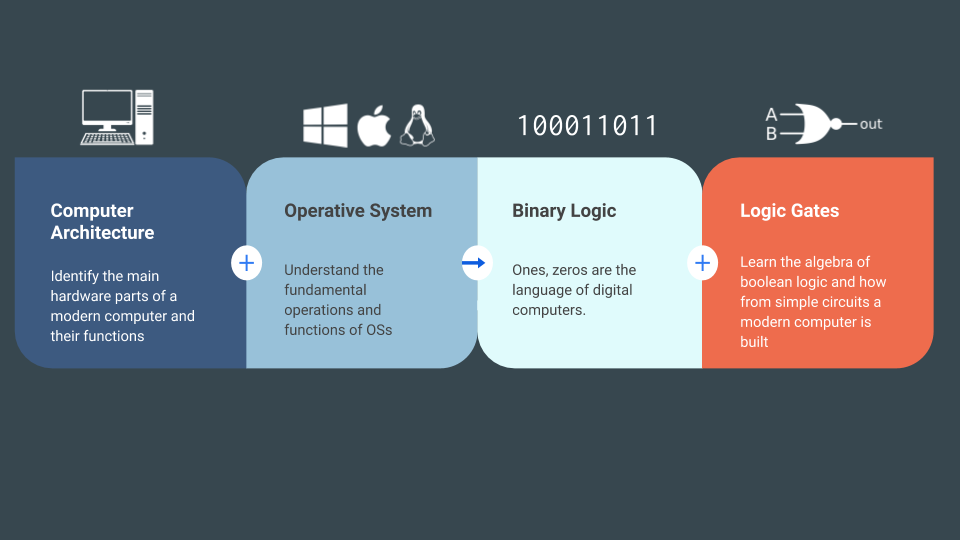 100011011
A
B
out
Computer
Architecture
Identify the main
hardware parts of a
modern computer and
their functions
Operative System
Understand the
fundamental
operations and
functions of OSs
Binary Logic
Ones, zeros are the
language of digital
computers.
Logic Gates
Learn the algebra of
boolean logic and how
from simple circuits a
modern computer is
built